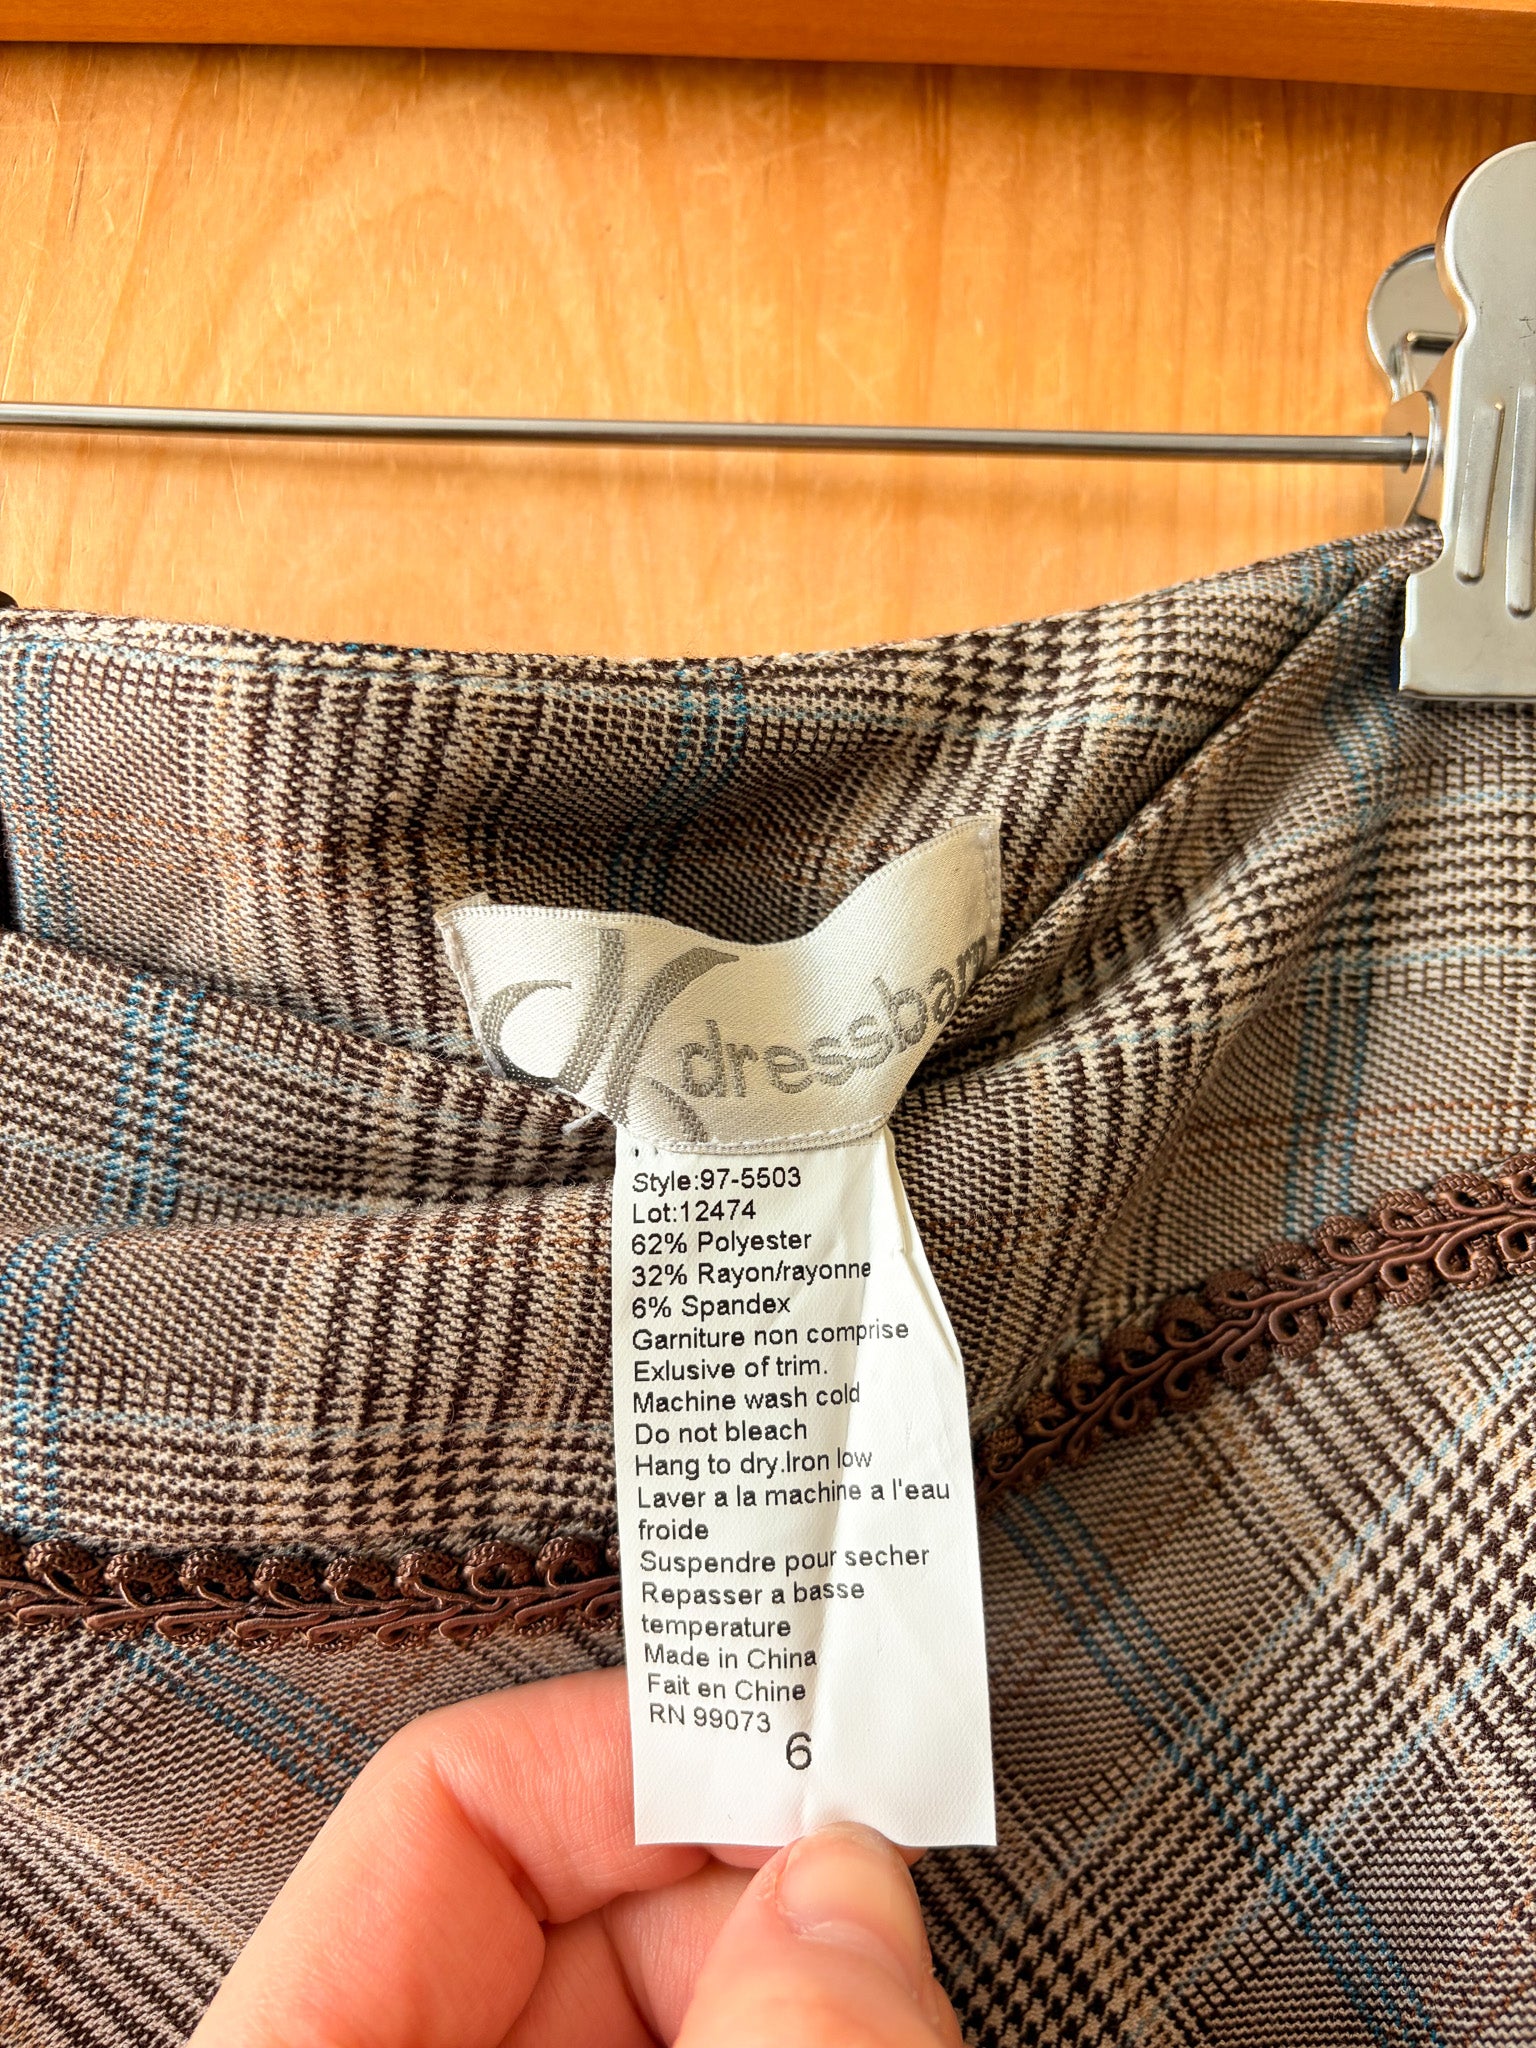 dressbarn
Style:97-5503
Lot:12474
62% Polyester
32% Rayon/rayonne
6% Spandex
Garniture non comprise
Exlusive of trim.
Machine wash cold
Do not bleach
Hang to dry.Iron low
Laver a la machine a l'eau
froide
Suspendre pour secher
Repasser a basse
temperature
Made in China
Fait en Chine
RN 99073
6